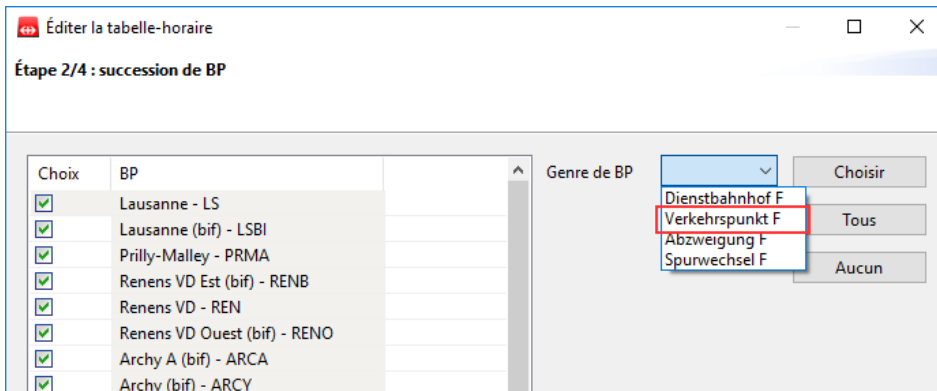 Éditer la tabelle-horaire
Étape 2/4 : succession de BP
Choix BP
Lausanne - LS
Lausanne (bif) - LSBI
Prilly-Malley - PRMA
Renens VD Est (bif) - RENB
Renens VD - REN
Renens VD Ouest (bif) - RENO
Archy A (bif) - ARCA
Archy (bif) - ARCY
Genre de BP
Dienstbahnhof F
Verkehrspunkt F
Abzweigung F
Spurwechsel F
Choisir
Tous
Aucun